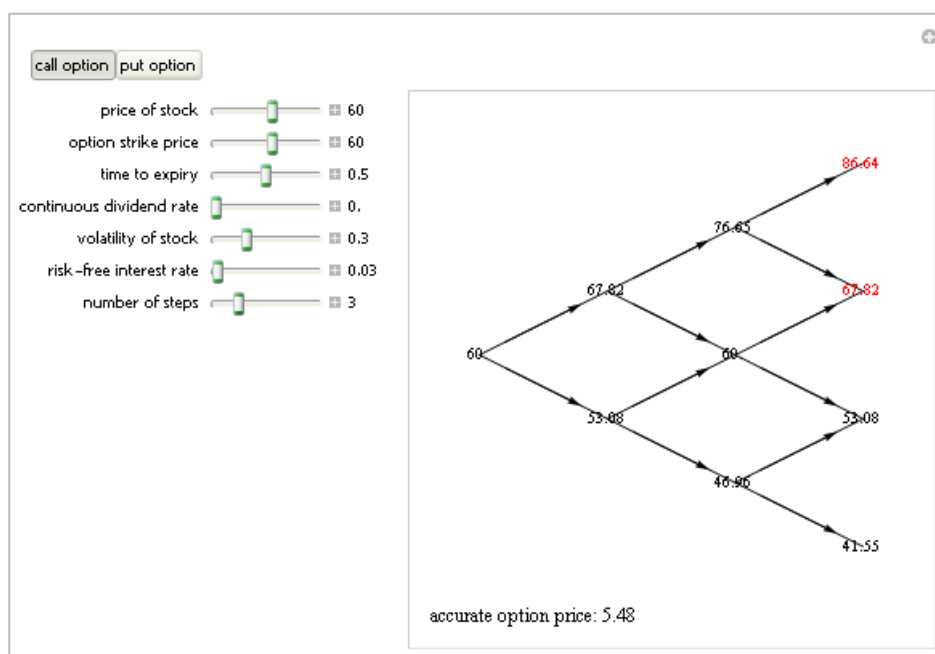 call option put option
price of stock 60
option strike price 60
time to expiry 0.5
continuous dividend rate 0.
volatility of stock 0.3
risk-free interest rate 0.03
number of steps 3
86.64
76.65
67.82 67.82
60 60
53.08 53.08
46.96
41.55
accurate option price: 5.48